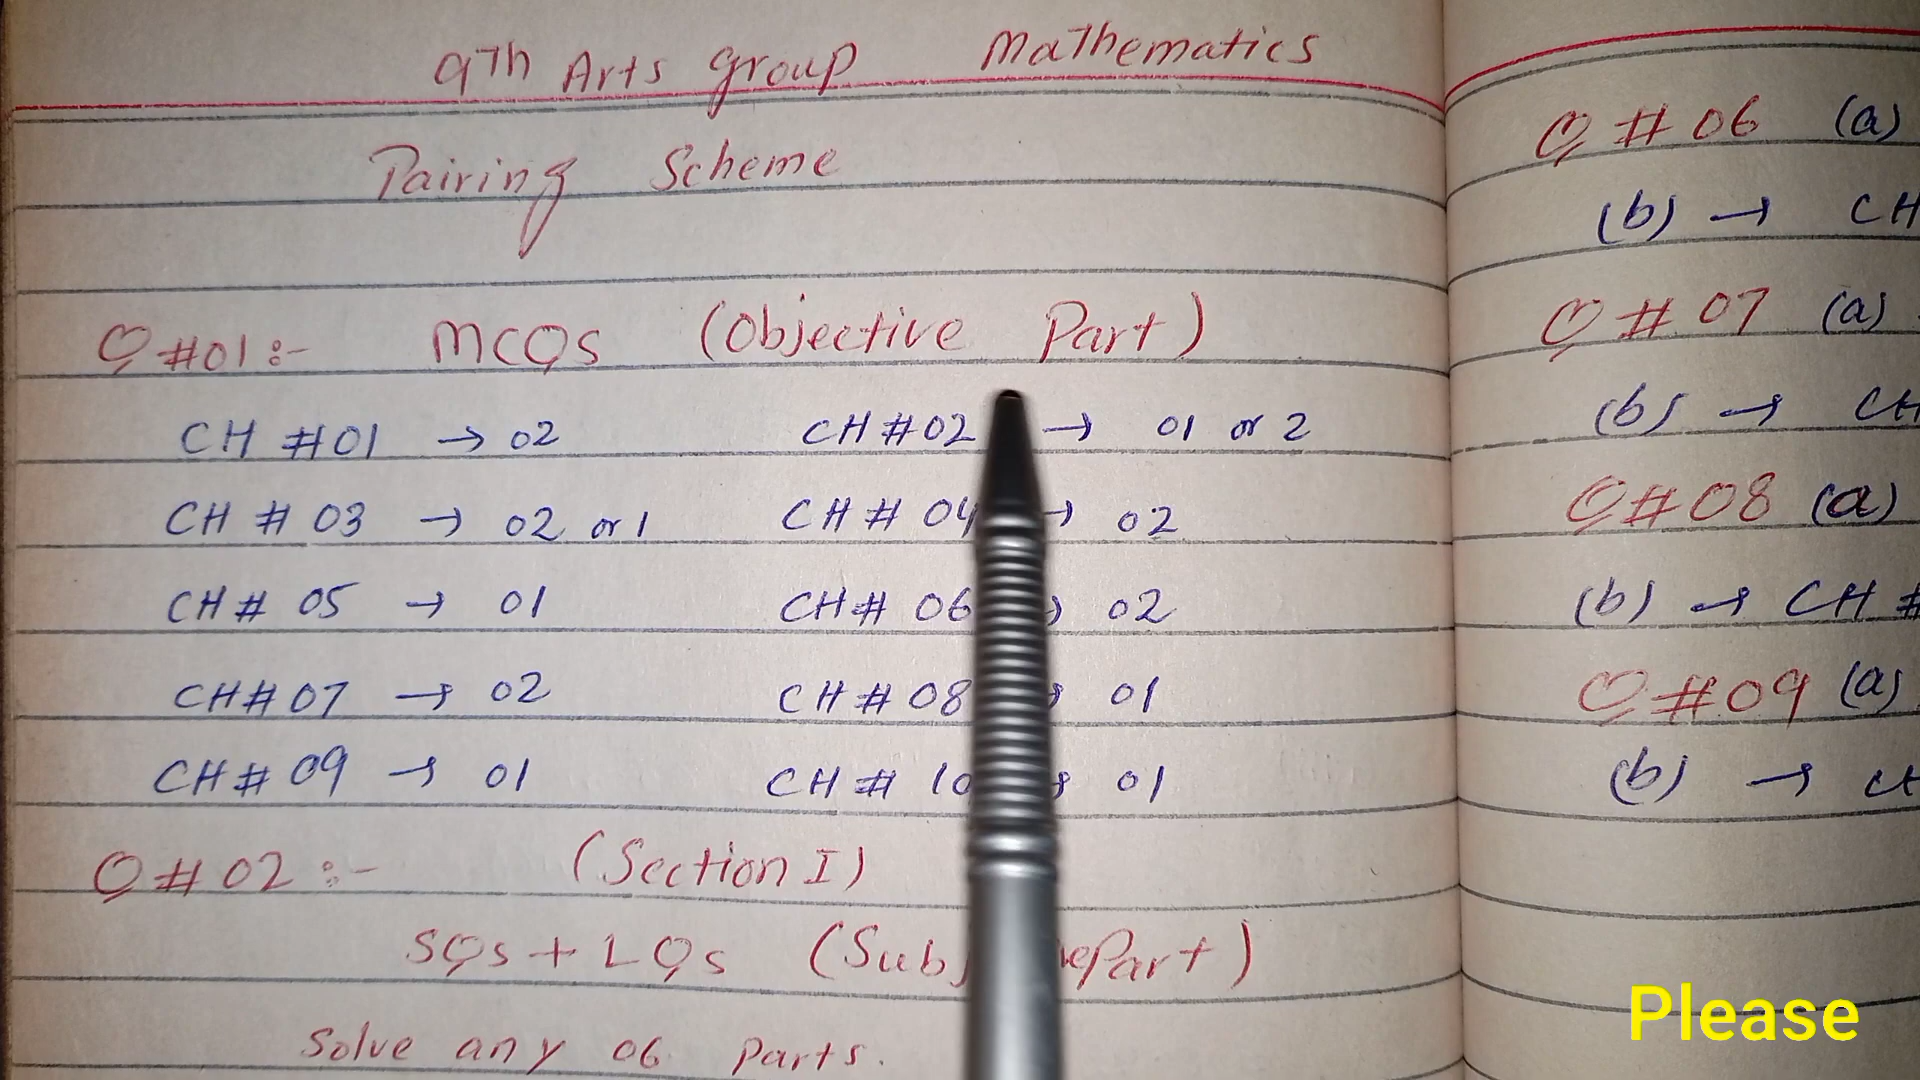 9Th Arts group Mathematics
Pairing Scheme
Q #01 :- MCQs (Objective Part)
CH #01 → 02 CH #02 → 01 or 2
CH # 03 → 02 or 1 CH # 04 → 02
CH # 05 → 01 CH # 06 → 02
CH # 07 → 02 CH # 08 → 01
CH # 09 → 01 CH # 10 → 01
Q # 02 :- (Section I)
SQs + LQs (Sub Part)
Solve any 06 Parts.
Q # 06 (a)
(b) → CH
Q # 07 (a)
(b) → CH
Q # 08 (a)
(b) → CH #
Q # 09 (a)
(b) → CH
Please